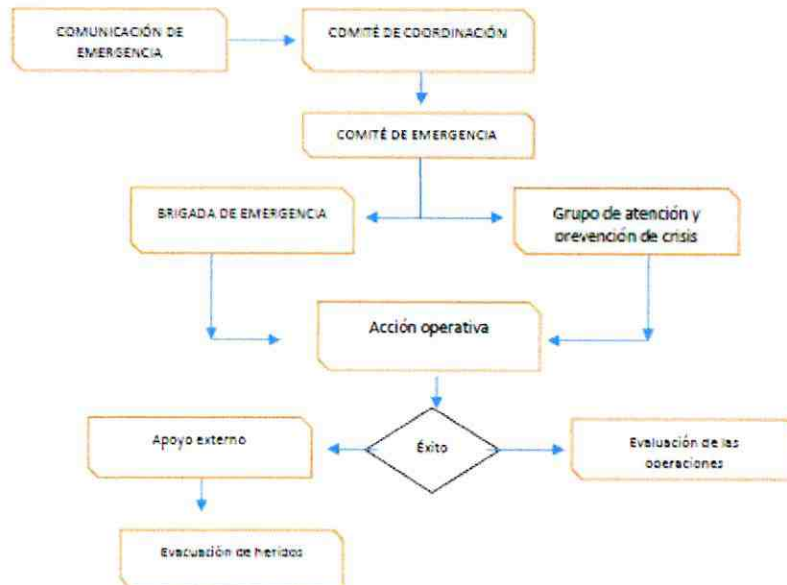 COMUNICACIÓN DE
EMERGENCIA
COMITÉ DE COORDINACIÓN
COMITÉ DE EMERGENCIA
BRIGADA DE EMERGENCIA
Grupo de atención y
prevención de crisis
Acción operativa
Apoyo externo
Éxito
Evaluación de las
operaciones
Evacuación de heridos